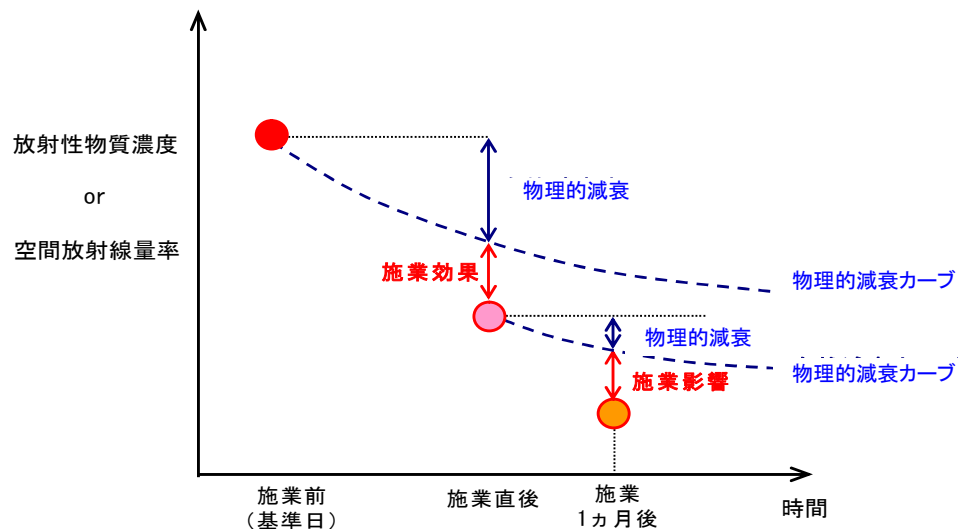 放射性物質濃度
or
空間放射線量率
物理的減衰
施業効果
物理的減衰カーブ
物理的減衰
物理的減衰カーブ
施業影響
施業前
（基準日）
施業直後
施業
1ヵ月後
時間